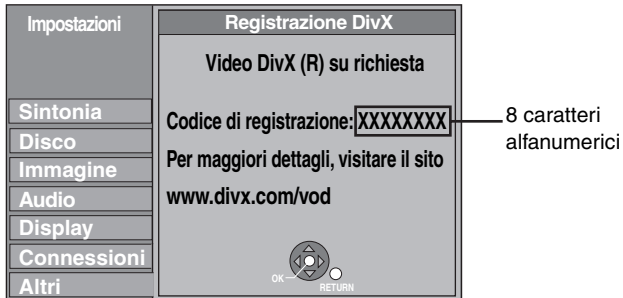 Impostazioni
Sintonia
Disco
Immagine
Audio
Display
Connessioni
Altri
Registrazione DivX
Video DivX (R) su richiesta
Codice di registrazione: XXXXXXXX
Per maggiori dettagli, visitare il sito
www.divx.com/vod
OK
RETURN
8 caratteri
alfanumerici